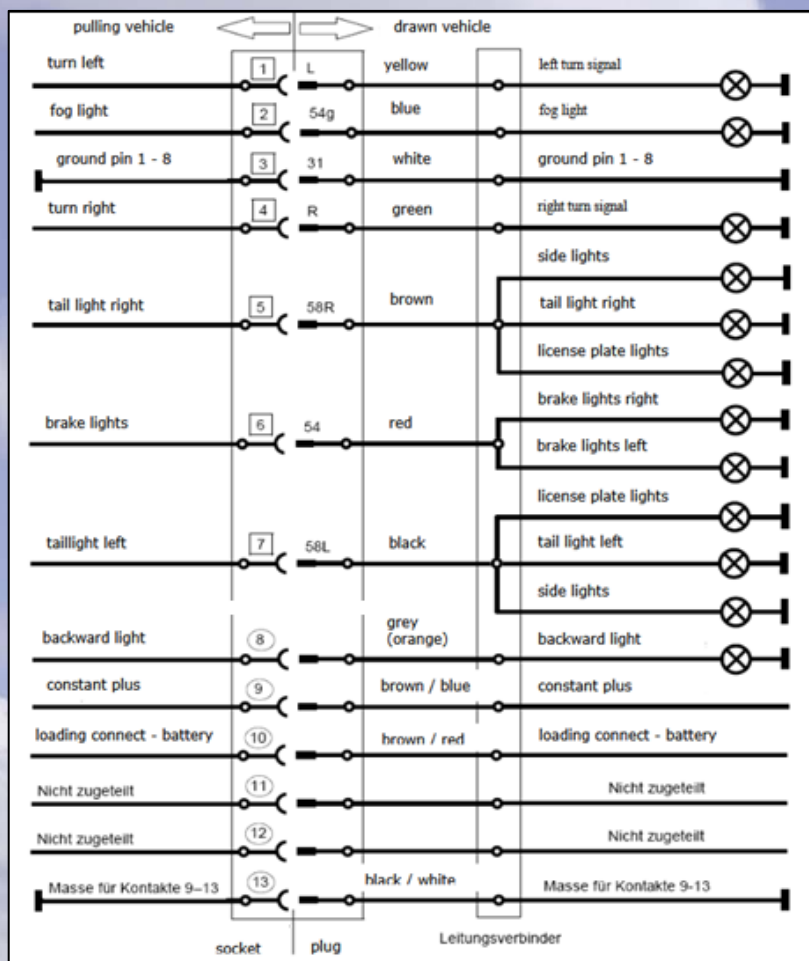 pulling vehicle drawn vehicle
turn left 1 L yellow left turn signal
fog light 2 54g blue fog light
ground pin 1 - 8 3 31 white ground pin 1 - 8
turn right 4 R green right turn signal
side lights
tail light right 5 58R brown tail light right
license plate lights
brake lights right
brake lights 6 54 red
brake lights left
license plate lights
taillight left 7 58L black tail light left
side lights
grey
backward light 8 (orange) backward light
constant plus 9 brown / blue constant plus
loading connect - battery 10 brown / red loading connect - battery
Nicht zugeteilt 11 Nicht zugeteilt
Nicht zugeteilt 12 Nicht zugeteilt
Masse für Kontakte 9–13 13 black / white Masse für Kontakte 9-13
socket plug Leitungsverbinder